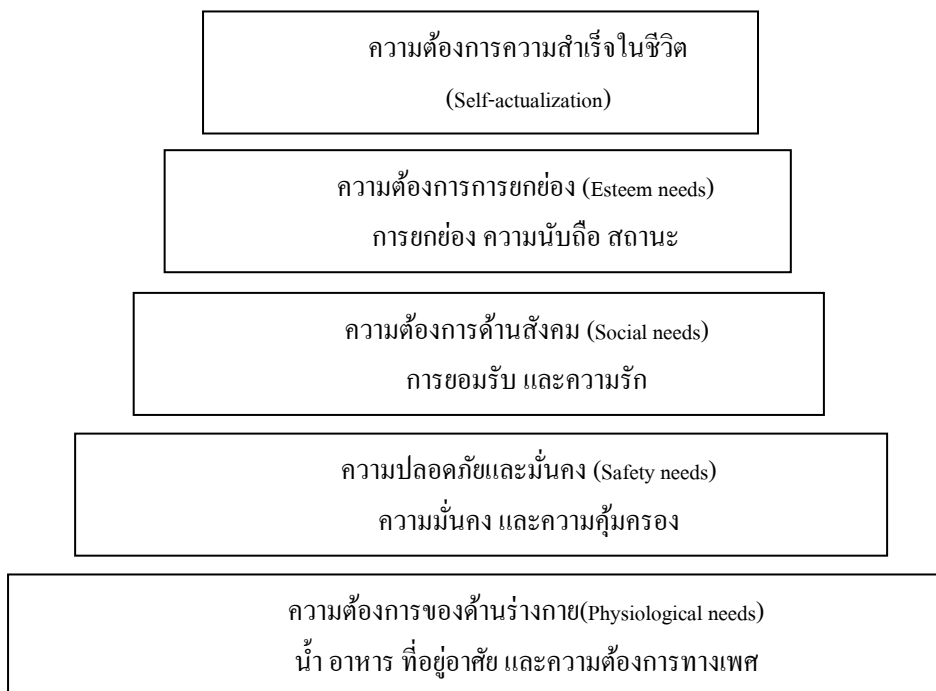 ความต้องการความสำเร็จในชีวิต
(Self-actualization)
ความต้องการการยกย่อง (Esteem needs)
การยกย่อง ความนับถือ สถานะ
ความต้องการด้านสังคม (Social needs)
การยอมรับ และความรัก
ความปลอดภัยและมั่นคง (Safety needs)
ความมั่นคง และความคุ้มครอง
ความต้องการของด้านร่างกาย(Physiological needs)
น้ำ อาหาร ที่อยู่อาศัย และความต้องการทางเพศ